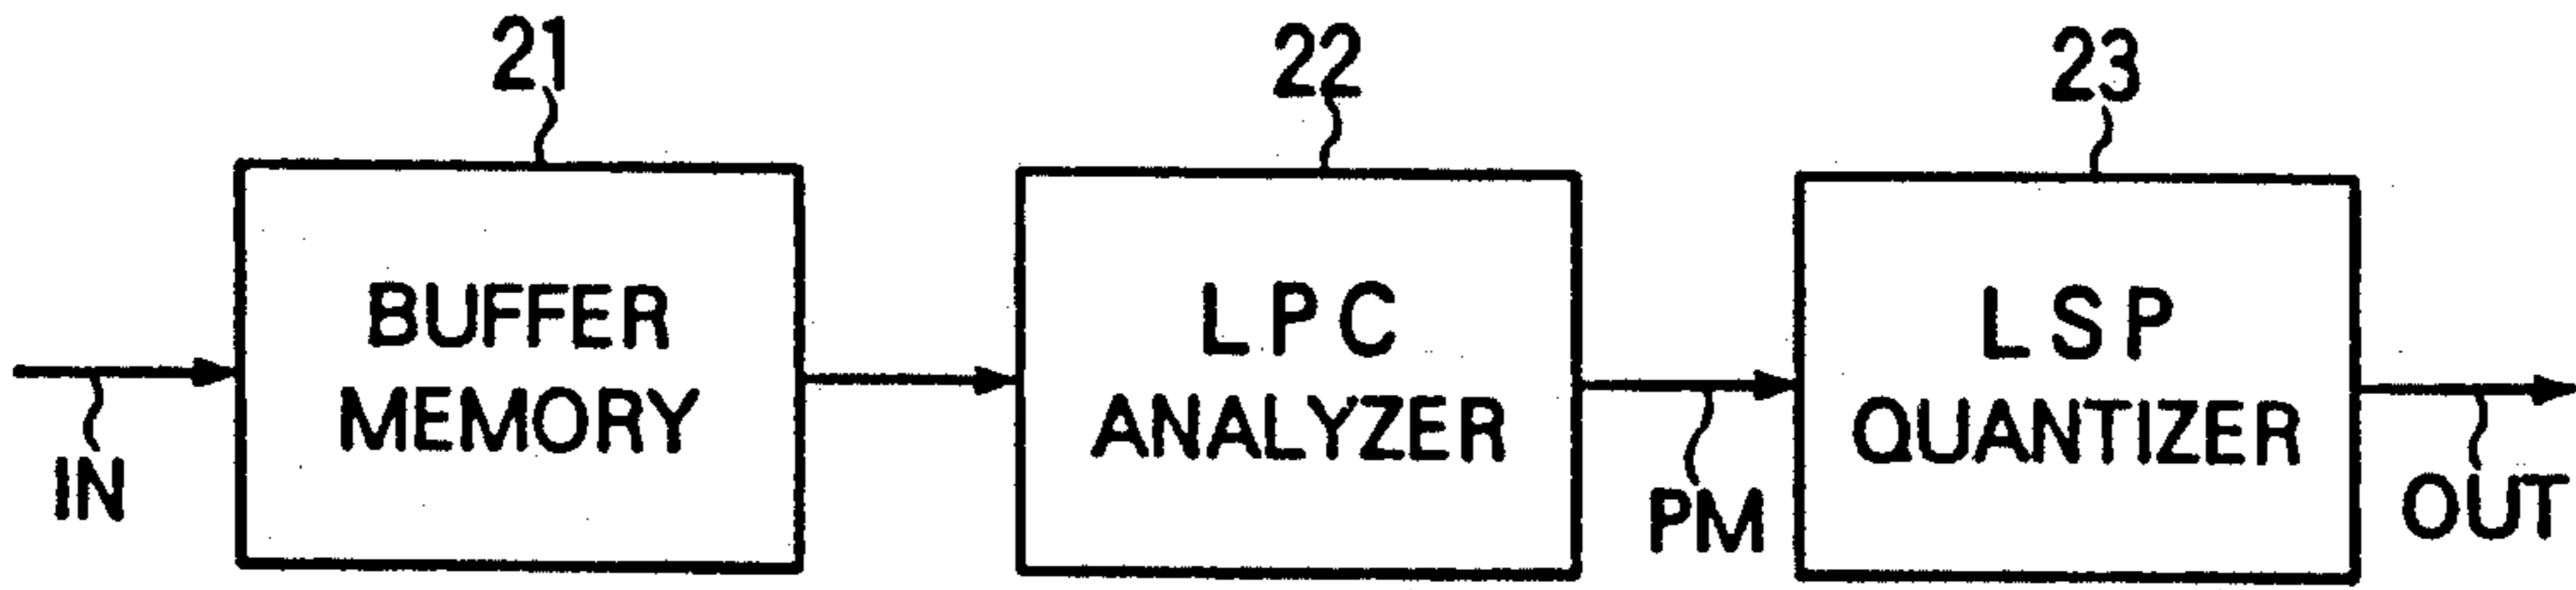 21
22
23
BUFFER
MEMORY
LPC
ANALYZER
LSP
QUANTIZER
IN
PM
OUT